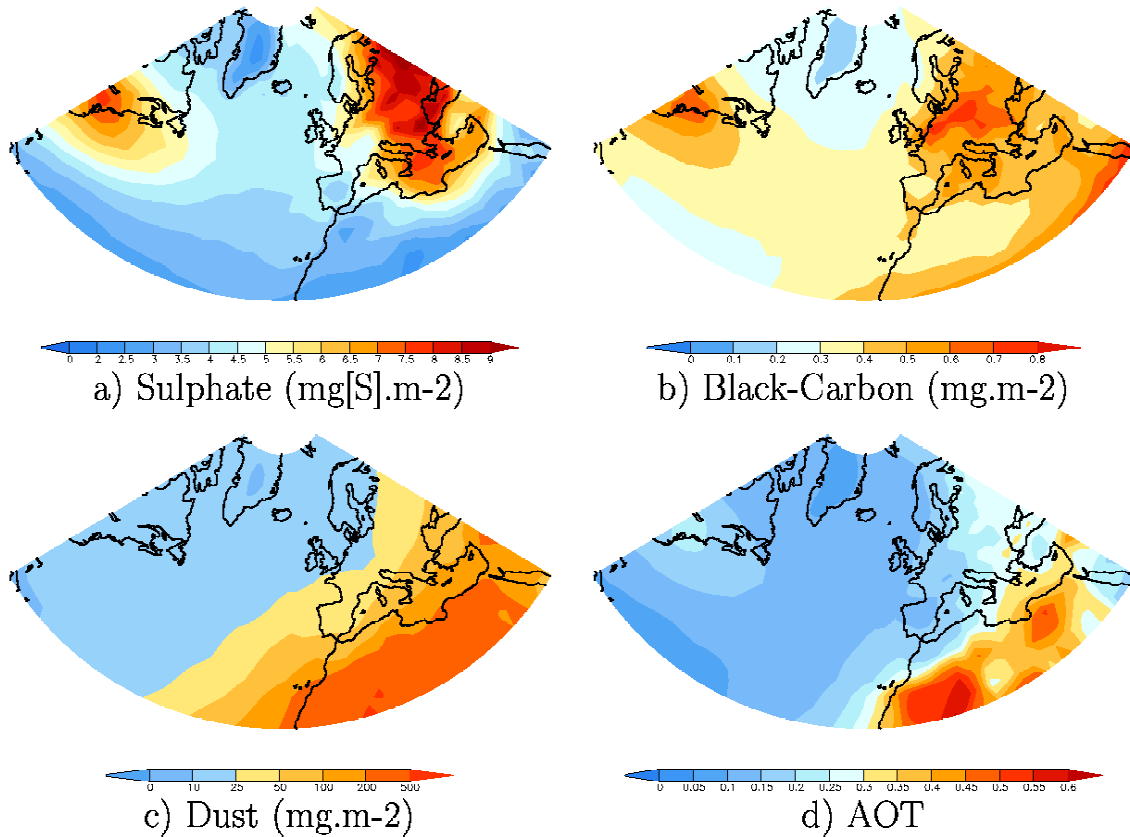 0 2 2.5 3 3.5 4 4.5 5 5.5 6 6.5 7 7.5 8 8.5 9
a) Sulphate (mg[S].m-2)
0 0.1 0.2 0.3 0.4 0.5 0.6 0.7 0.8
b) Black-Carbon (mg.m-2)
0 10 25 50 100 200 500
c) Dust (mg.m-2)
0 0.05 0.1 0.15 0.2 0.25 0.3 0.35 0.4 0.45 0.5 0.55 0.6
d) AOT